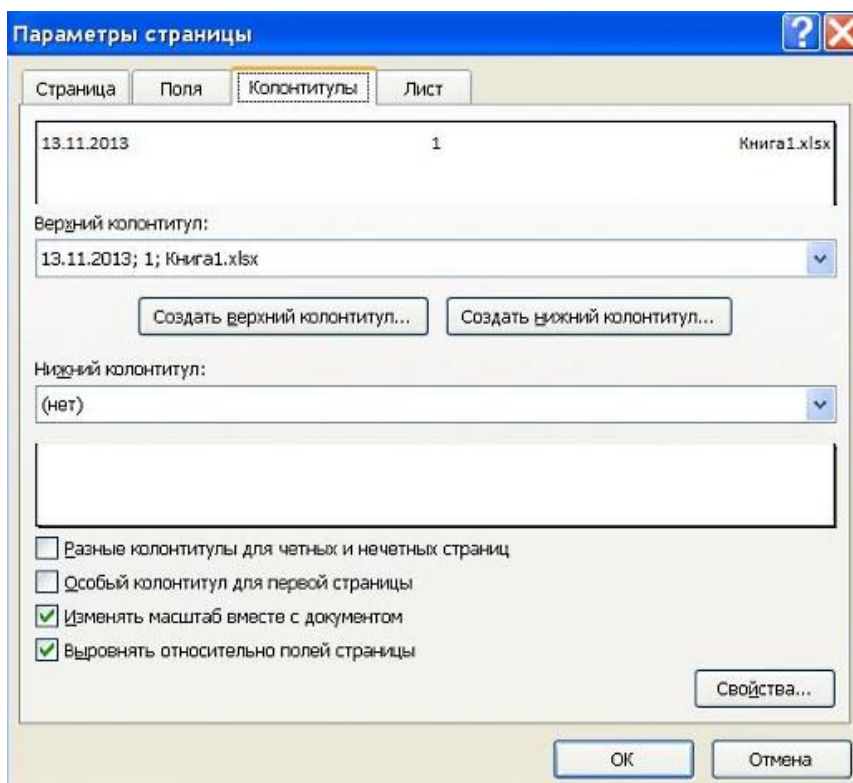 Параметры страницы
Страница Поля Колонтитулы Лист
13.11.2013 1 Книга1.xlsx
Верхний колонтитул:
13.11.2013; 1; Книга1.xlsx
Создать верхний колонтитул... Создать нижний колонтитул...
Нижний колонтитул:
(нет)
Разные колонтитулы для четных и нечетных страниц
Особый колонтитул для первой страницы
Изменять масштаб вместе с документом
Выровнять относительно полей страницы
Свойства...
ОК Отмена